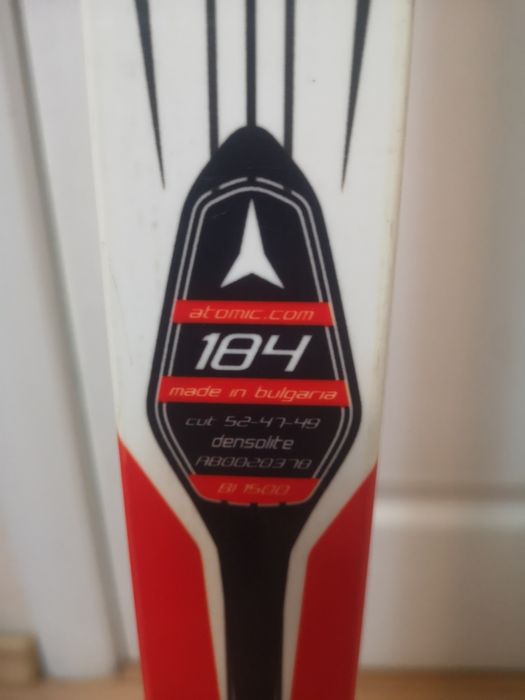 atomic.com
184
made in bulgaria
cut 52-47-49
densolite
AB0020378
BI 1500